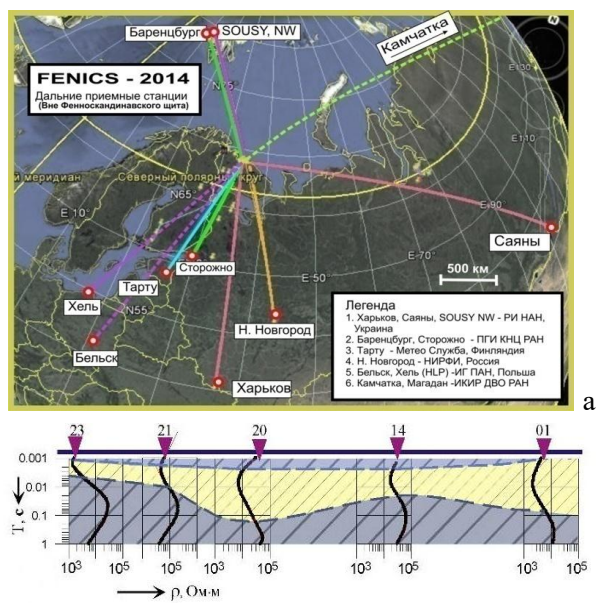 Баренцбург
SOUSY, NW
N
Камчатка
FENICS - 2014
Дальние приемные станции
(Вне Фенноскандинавского щита)
N75
E130
E110
й меридиан
Северный полярный круг
N65
E 10°
E 90°
Саяны
E 70°
Сторожно
Тарту
E 50°
500 км
Хель
N55
Н. Новгород
Бельск
Харьков
Легенда
1. Харьков, Саяны, SOUSY NW - РИ НАН,
Украина
2. Баренцбург, Сторожно - ПГИ КНЦ РАН
3. Тарту - Метео Служба, Финляндия
4. Н. Новгород - НИРФИ, Россия
5. Бельск, Хель (HLP) -ИГ ПАН, Польша
6. Камчатка, Магадан -ИКИР ДВО РАН
а
23 21 20 14 01
0.001
0.01
0.1
1
T, с
10³ 10⁵ 10³ 10⁵ 10³ 10⁵ 10³ 10⁵
ρ, Ом·м